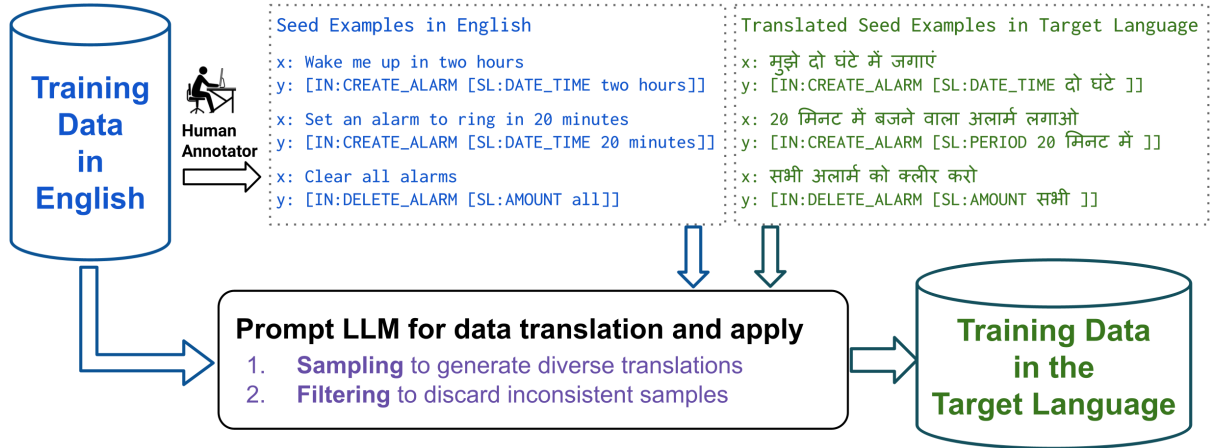 Training
Data
in
English
Human
Annotator
Seed Examples in English
x: Wake me up in two hours
y: [IN:CREATE_ALARM [SL:DATE_TIME two hours]]
x: Set an alarm to ring in 20 minutes
y: [IN:CREATE_ALARM [SL:DATE_TIME 20 minutes]]
x: Clear all alarms
y: [IN:DELETE_ALARM [SL:AMOUNT all]]
Translated Seed Examples in Target Language
x: मुझे दो घंटे में जगाएं
y: [IN:CREATE_ALARM [SL:DATE_TIME दो घंटे ]]
x: 20 मिनट में बजने वाला अलार्म लगाओ
y: [IN:CREATE_ALARM [SL:PERIOD 20 मिनट में ]]
x: सभी अलार्म को क्लीर करो
y: [IN:DELETE_ALARM [SL:AMOUNT सभी ]]
Prompt LLM for data translation and apply
1. Sampling to generate diverse translations
2. Filtering to discard inconsistent samples
Training Data
in the
Target Language